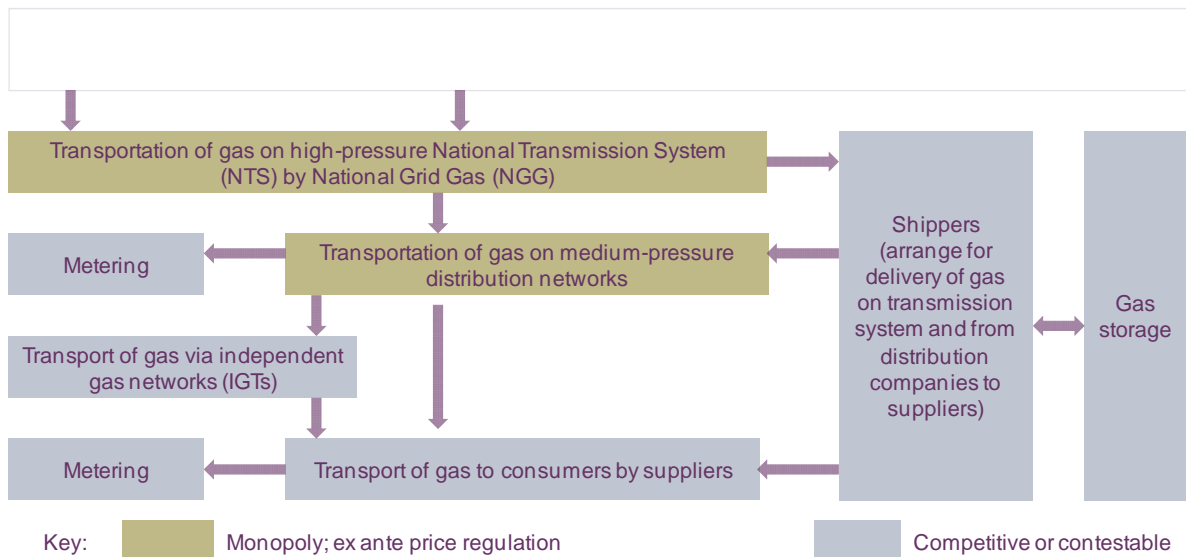 Transportation of gas on high-pressure National Transmission System
(NTS) by National Grid Gas (NGG)
Shippers
(arrange for
delivery of gas
on transmission
system and from
distribution
companies to
suppliers)
Gas
storage
Metering
Transportation of gas on medium-pressure
distribution networks
Transport of gas via independent
gas networks (IGTs)
Metering
Transport of gas to consumers by suppliers
Key:
Monopoly; ex ante price regulation
Competitive or contestable